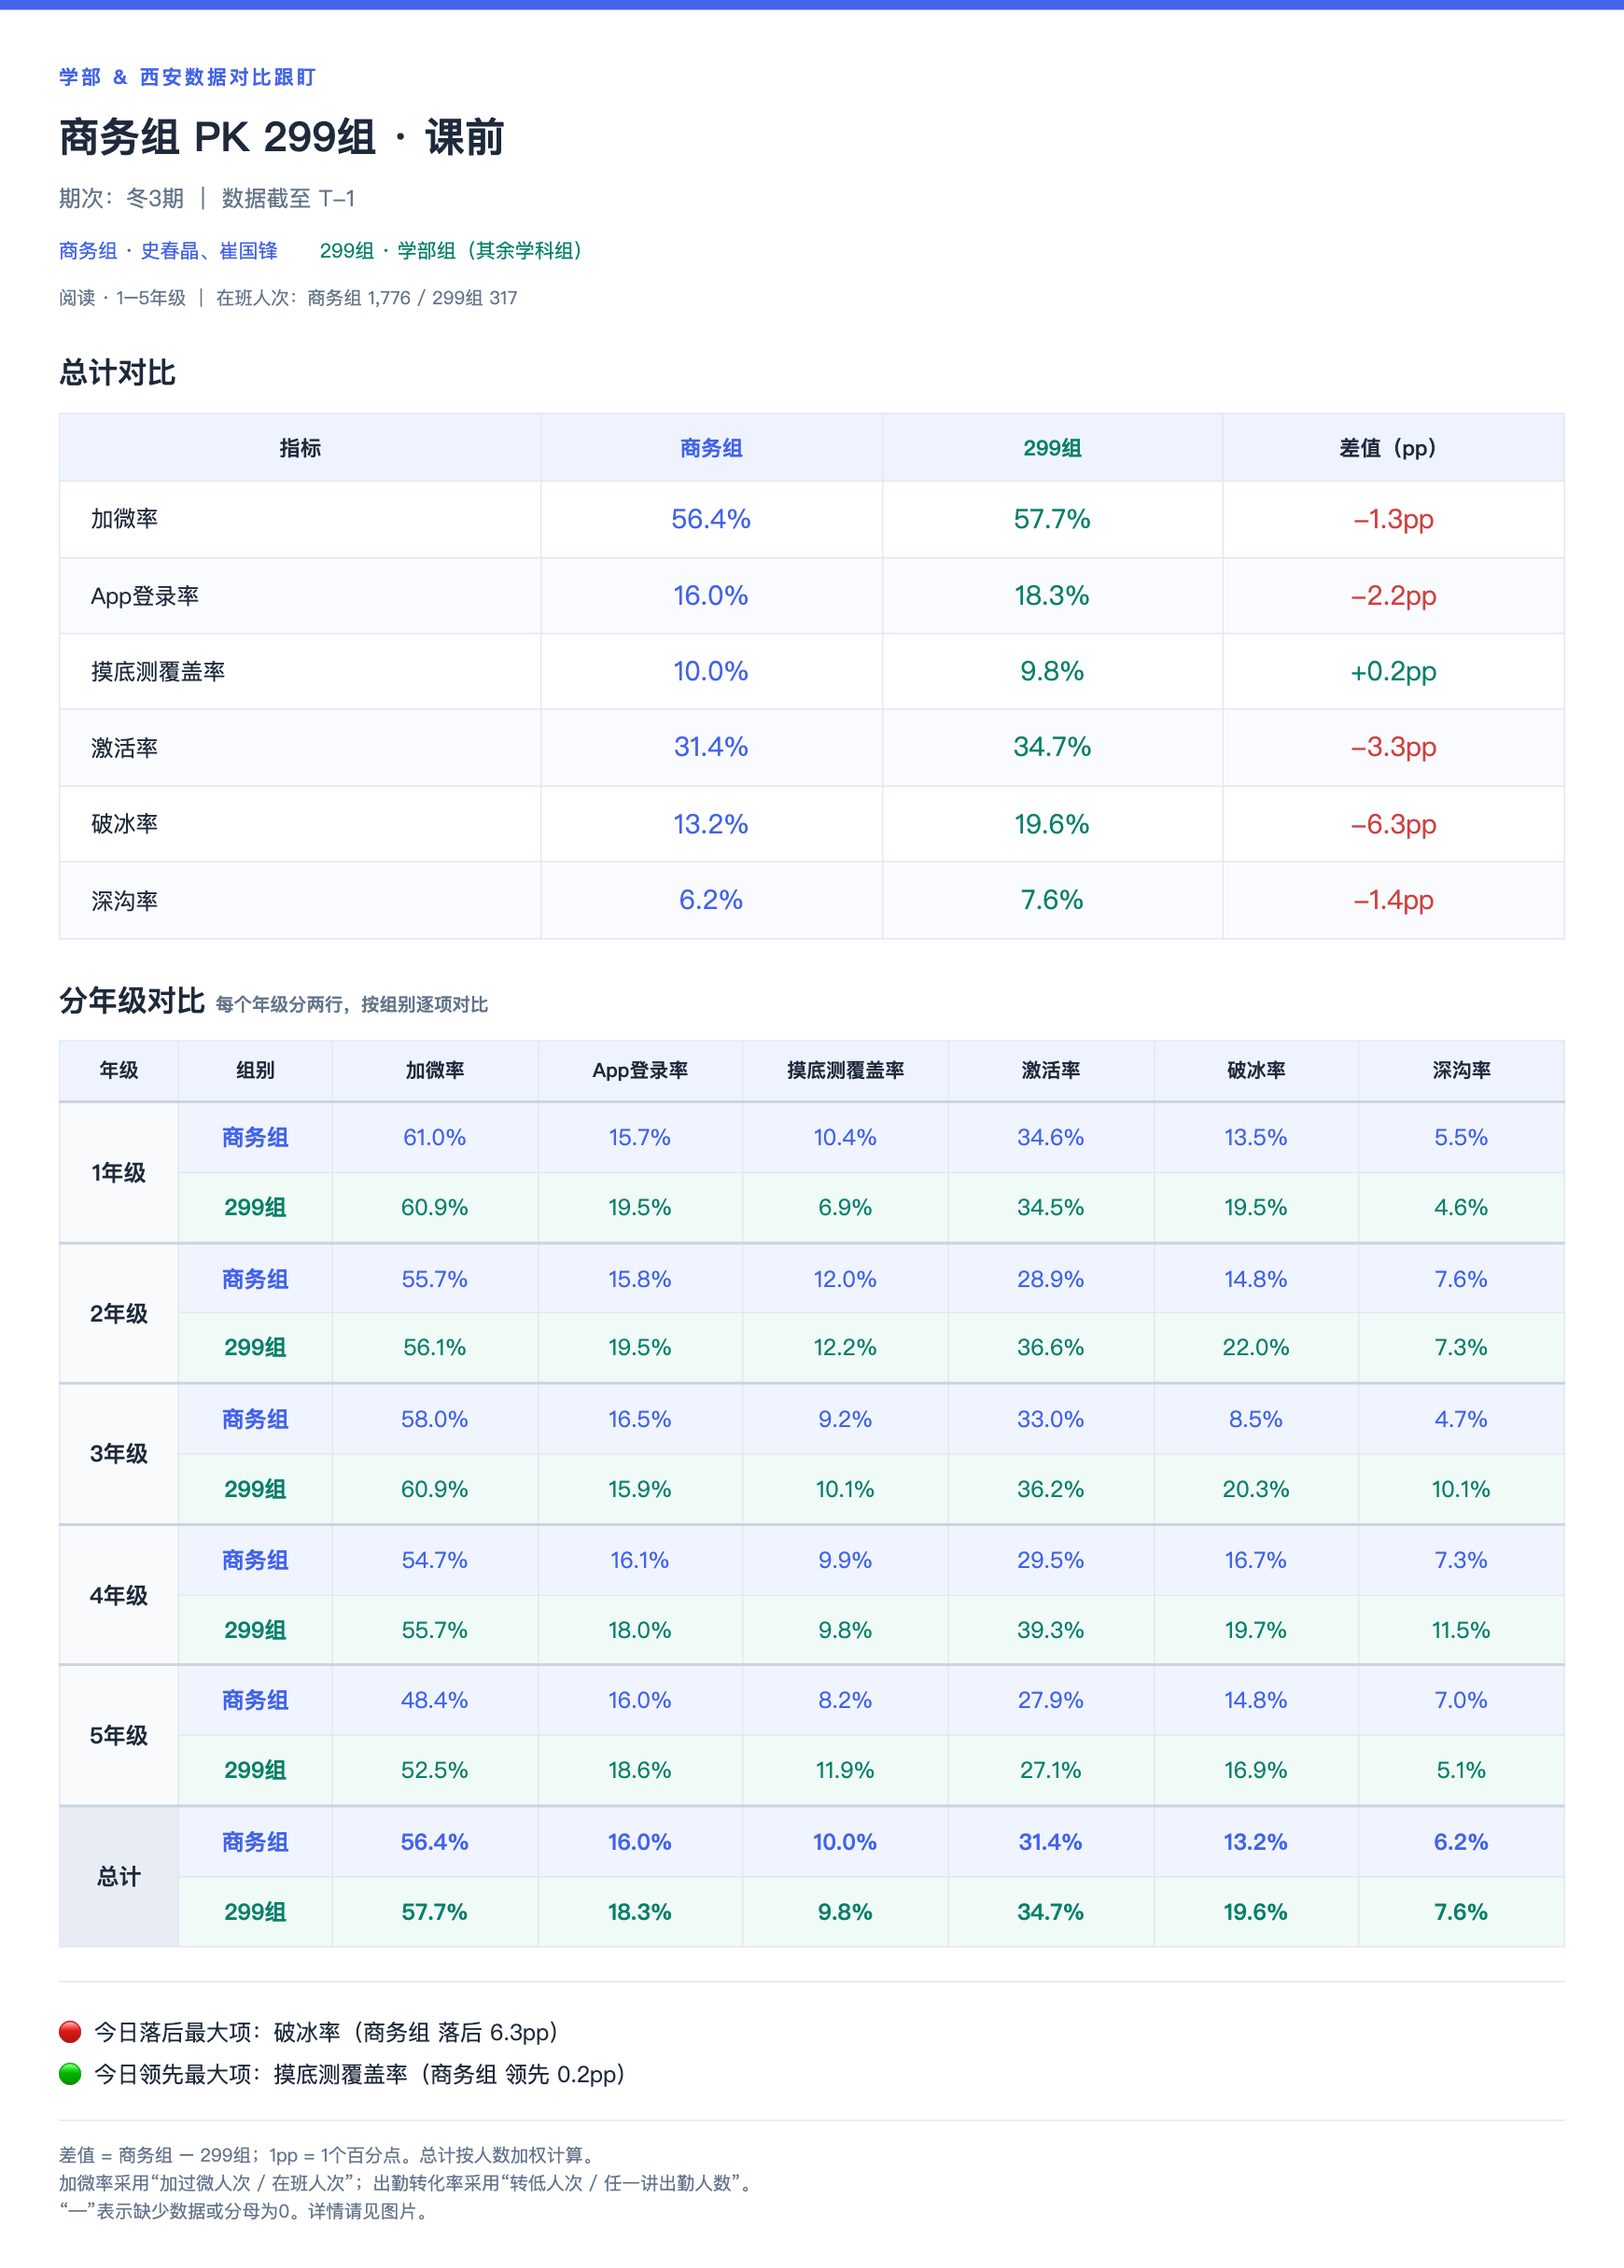 学部 & 西安数据对比跟盯
商务组 PK 299组 · 课前
期次：冬3期 ｜ 数据截至 T–1
商务组 · 史春晶、崔国锋 299组 · 学部组（其余学科组）
阅读 · 1—5年级 ｜ 在班人次：商务组 1,776 / 299组 317
总计对比
指标 商务组 299组 差值（pp）
加微率 56.4% 57.7% –1.3pp
App登录率 16.0% 18.3% –2.2pp
摸底测覆盖率 10.0% 9.8% +0.2pp
激活率 31.4% 34.7% –3.3pp
破冰率 13.2% 19.6% –6.3pp
深沟率 6.2% 7.6% –1.4pp
分年级对比 每个年级分两行，按组别逐项对比
年级 组别 加微率 App登录率 摸底测覆盖率 激活率 破冰率 深沟率
1年级
商务组 61.0% 15.7% 10.4% 34.6% 13.5% 5.5%
299组 60.9% 19.5% 6.9% 34.5% 19.5% 4.6%
2年级
商务组 55.7% 15.8% 12.0% 28.9% 14.8% 7.6%
299组 56.1% 19.5% 12.2% 36.6% 22.0% 7.3%
3年级
商务组 58.0% 16.5% 9.2% 33.0% 8.5% 4.7%
299组 60.9% 15.9% 10.1% 36.2% 20.3% 10.1%
4年级
商务组 54.7% 16.1% 9.9% 29.5% 16.7% 7.3%
299组 55.7% 18.0% 9.8% 39.3% 19.7% 11.5%
5年级
商务组 48.4% 16.0% 8.2% 27.9% 14.8% 7.0%
299组 52.5% 18.6% 11.9% 27.1% 16.9% 5.1%
总计
商务组 56.4% 16.0% 10.0% 31.4% 13.2% 6.2%
299组 57.7% 18.3% 9.8% 34.7% 19.6% 7.6%
今日落后最大项：破冰率（商务组 落后 6.3pp）
今日领先最大项：摸底测覆盖率（商务组 领先 0.2pp）
差值 = 商务组 — 299组；1pp = 1个百分点。总计按人数加权计算。
加微率采用“加过微人次 / 在班人次”；出勤转化率采用“转低人次 / 任一讲出勤人数”。
“—”表示缺少数据或分母为0。详情请见图片。